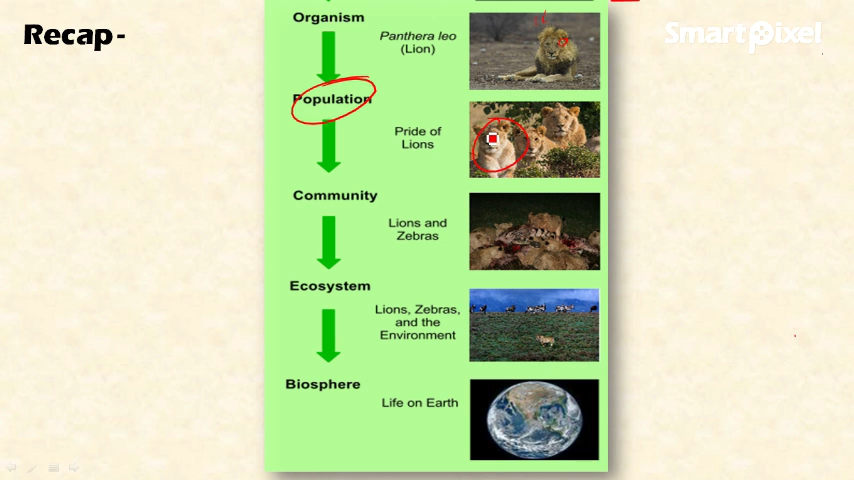 Recap-
SmartPixel
Organism
Panthera leo
(Lion)
Population
Pride of
Lions
Community
Lions and
Zebras
Ecosystem
Lions, Zebras,
and the
Environment
Biosphere
Life on Earth